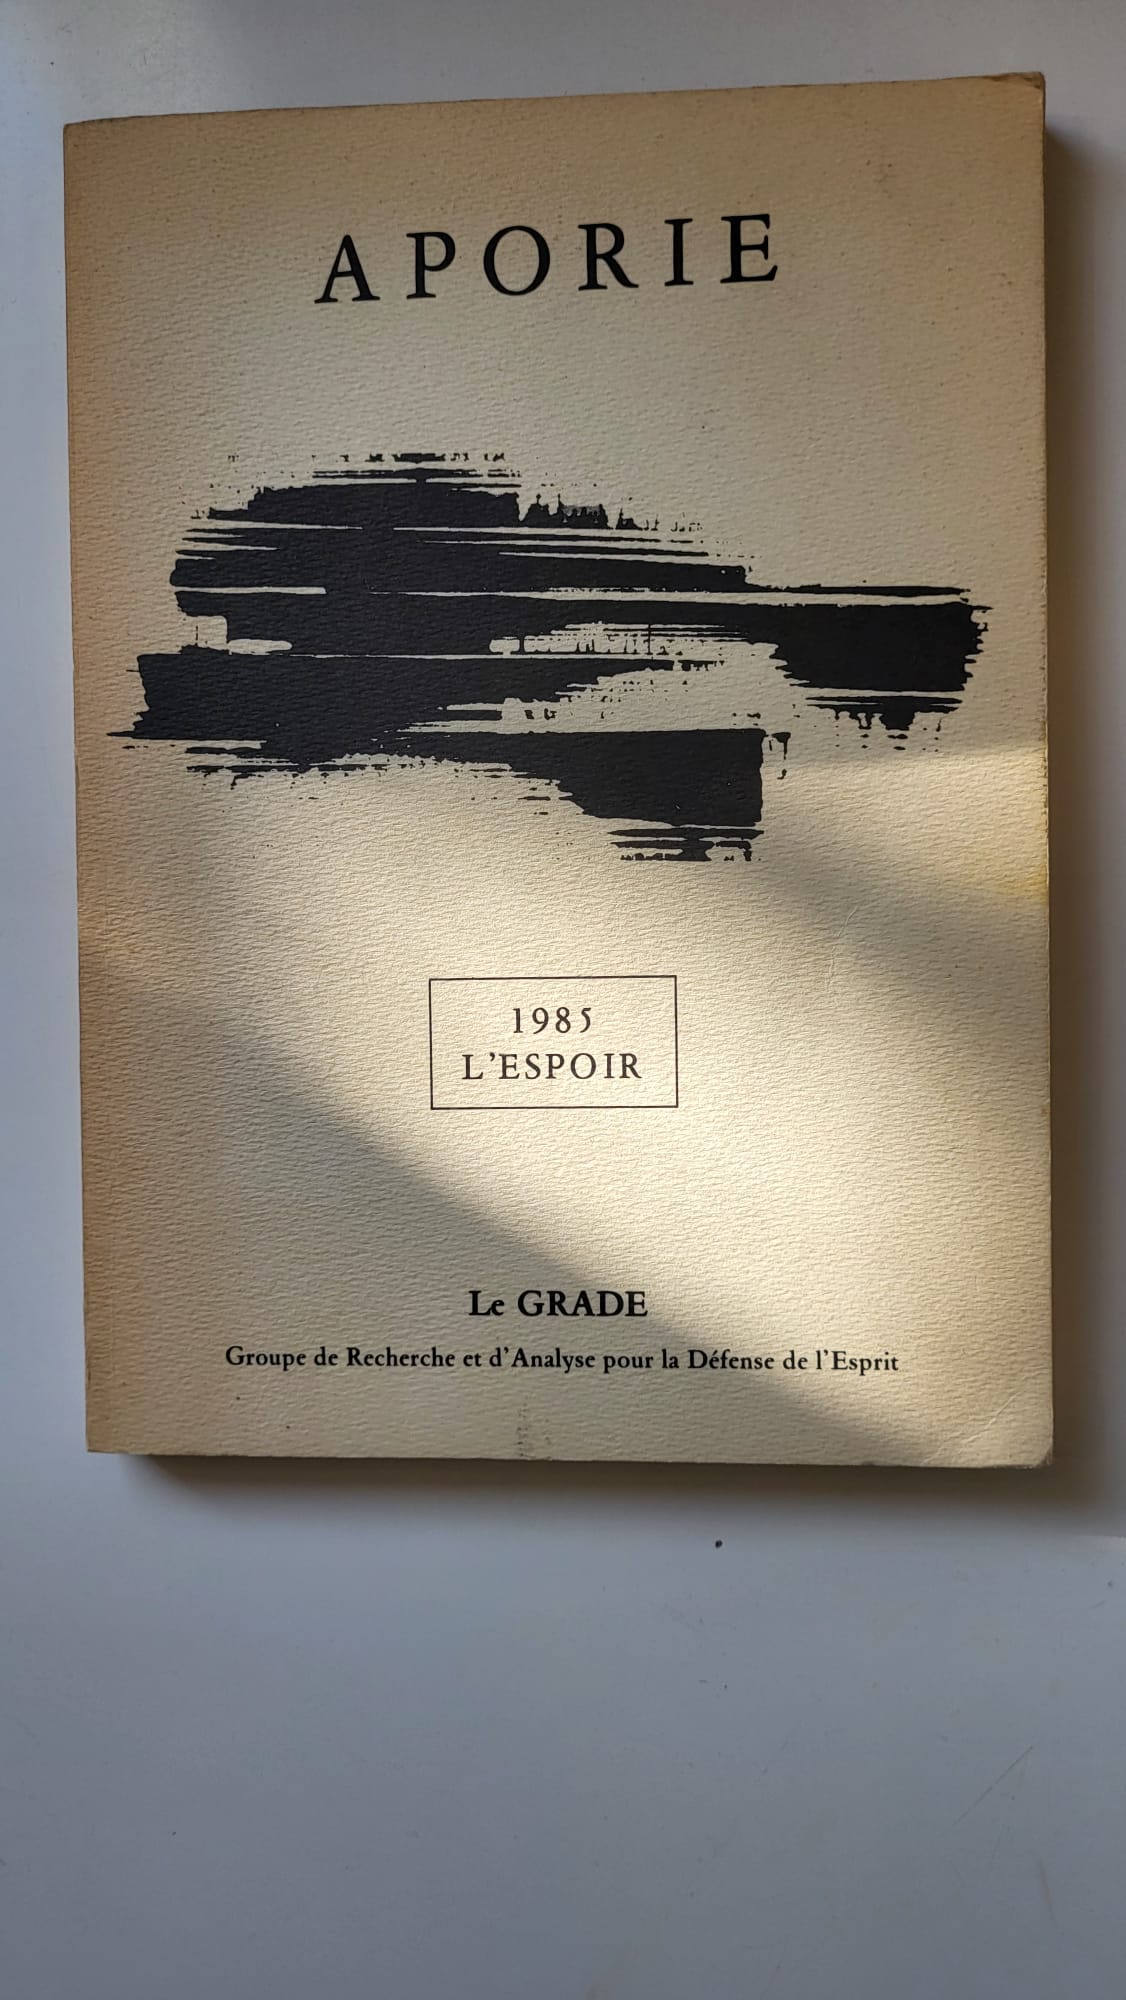 APORIE
1985
L'ESPOIR
Le GRADE
Groupe de Recherche et d'Analyse pour la Défense de l'Esprit